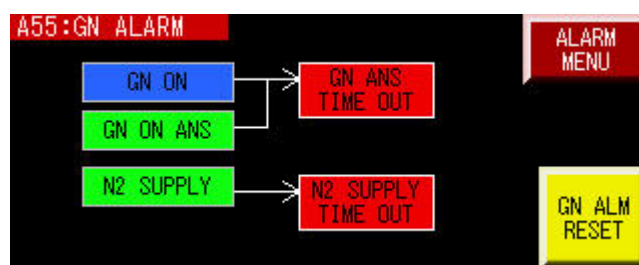 A55:GN ALARM
ALARM
MENU
GN ON
GN ANS
TIME OUT
GN ON ANS
N2 SUPPLY
N2 SUPPLY
TIME OUT
GN ALM
RESET